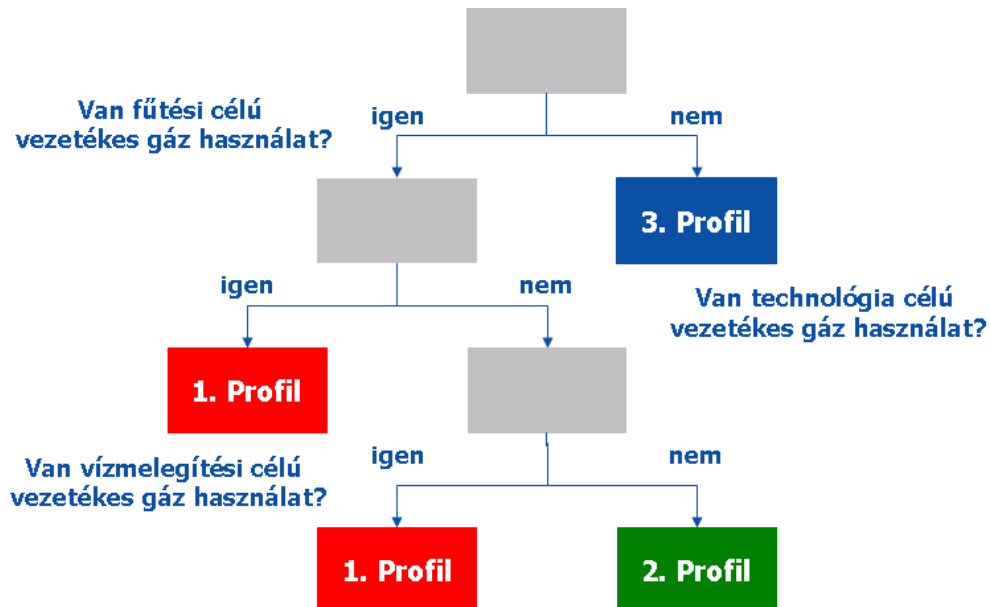 Van fűtési célú
vezetékes gáz használat?
igen
nem
3. Profil
igen
nem
Van technológia célú
vezetékes gáz használat?
1. Profil
Van vízmelegítési célú
vezetékes gáz használat?
igen
nem
1. Profil
2. Profil